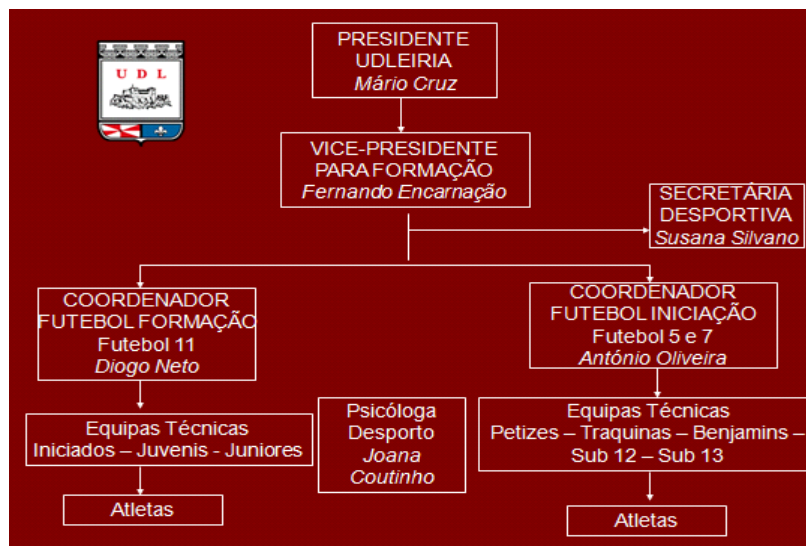 U D L
PRESIDENTE
UDLEIRIA
Mário Cruz
VICE-PRESIDENTE
PARA FORMAÇÃO
Fernando Encarnação
SECRETÁRIA
DESPORTIVA
Susana Silvano
COORDENADOR
FUTEBOL FORMAÇÃO
Futebol 11
Diogo Neto
COORDENADOR
FUTEBOL INICIAÇÃO
Futebol 5 e 7
António Oliveira
Equipas Técnicas
Iniciados – Juvenis - Juniores
Psicóloga
Desporto
Joana
Coutinho
Equipas Técnicas
Petizes – Traquinas – Benjamins –
Sub 12 – Sub 13
Atletas
Atletas